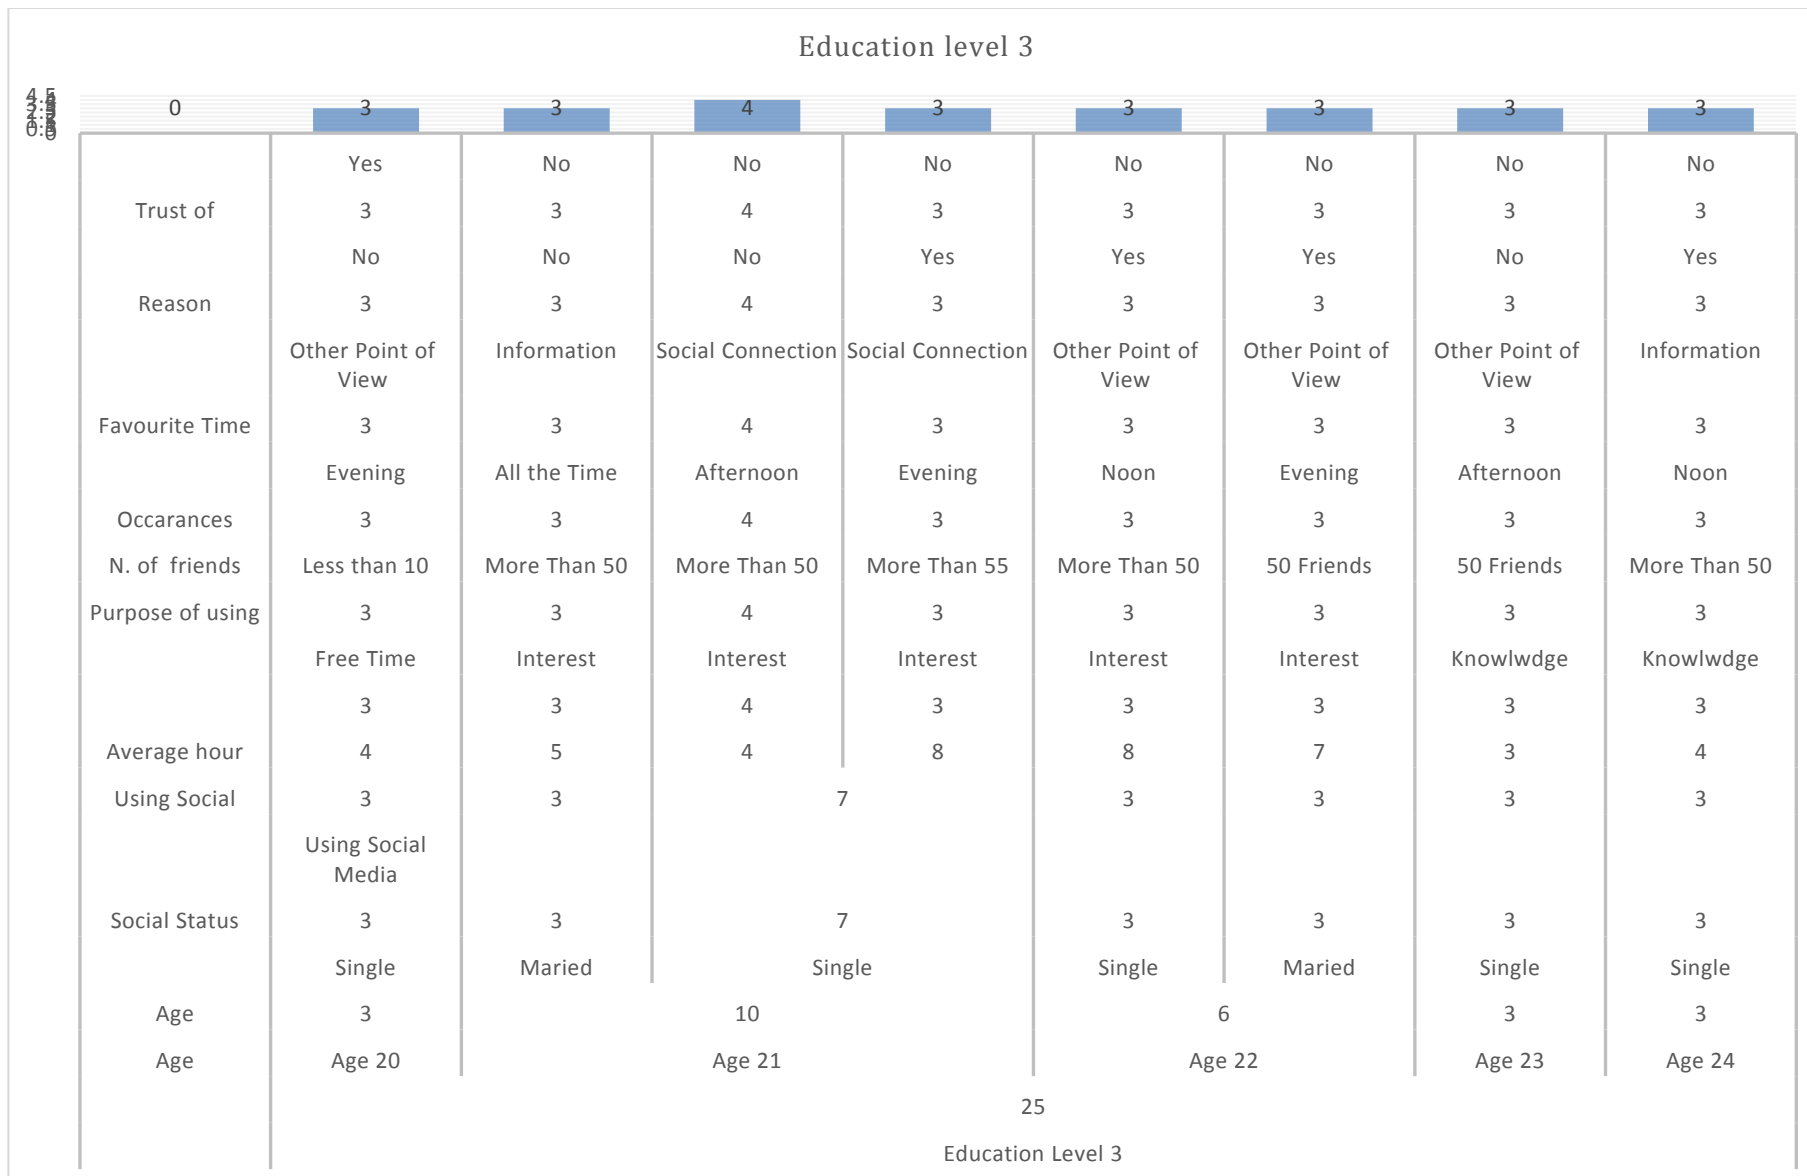 Education level 3
0 3 3 4 3 3 3 3 3
Yes No No No No No No No
Trust of 3 3 4 3 3 3 3 3
No No No Yes Yes Yes No Yes
Reason 3 3 4 3 3 3 3 3
Other Point of Information Social Connection Social Connection Other Point of Other Point of Other Point of Information
View View View View
Favourite Time 3 3 4 3 3 3 3 3
Evening All the Time Afternoon Evening Noon Evening Afternoon Noon
Occarances 3 3 4 3 3 3 3 3
N. of friends Less than 10 More Than 50 More Than 50 More Than 55 More Than 50 50 Friends 50 Friends More Than 50
Purpose of using 3 3 4 3 3 3 3 3
Free Time Interest Interest Interest Interest Interest Knowlwdge Knowlwdge
3 3 4 3 3 3 3 3
Average hour 4 5 4 8 8 7 3 4
Using Social 3 3 7 3 3 3 3
Using Social
Media
Social Status 3 3 7 3 3 3 3
Single Maried Single Single Maried Single Single
Age 3 10 6 3 3
Age Age 20 Age 21 Age 22 Age 23 Age 24
25
Education Level 3